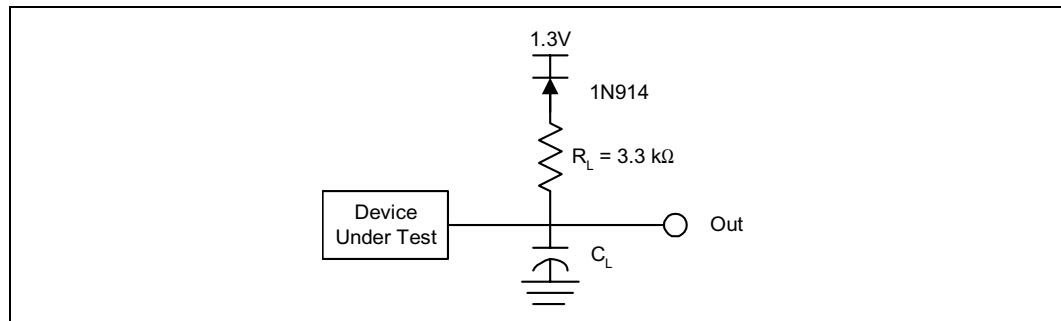 1.3V
1N914
R_L = 3.3 kΩ
Device
Under Test
Out
C_L